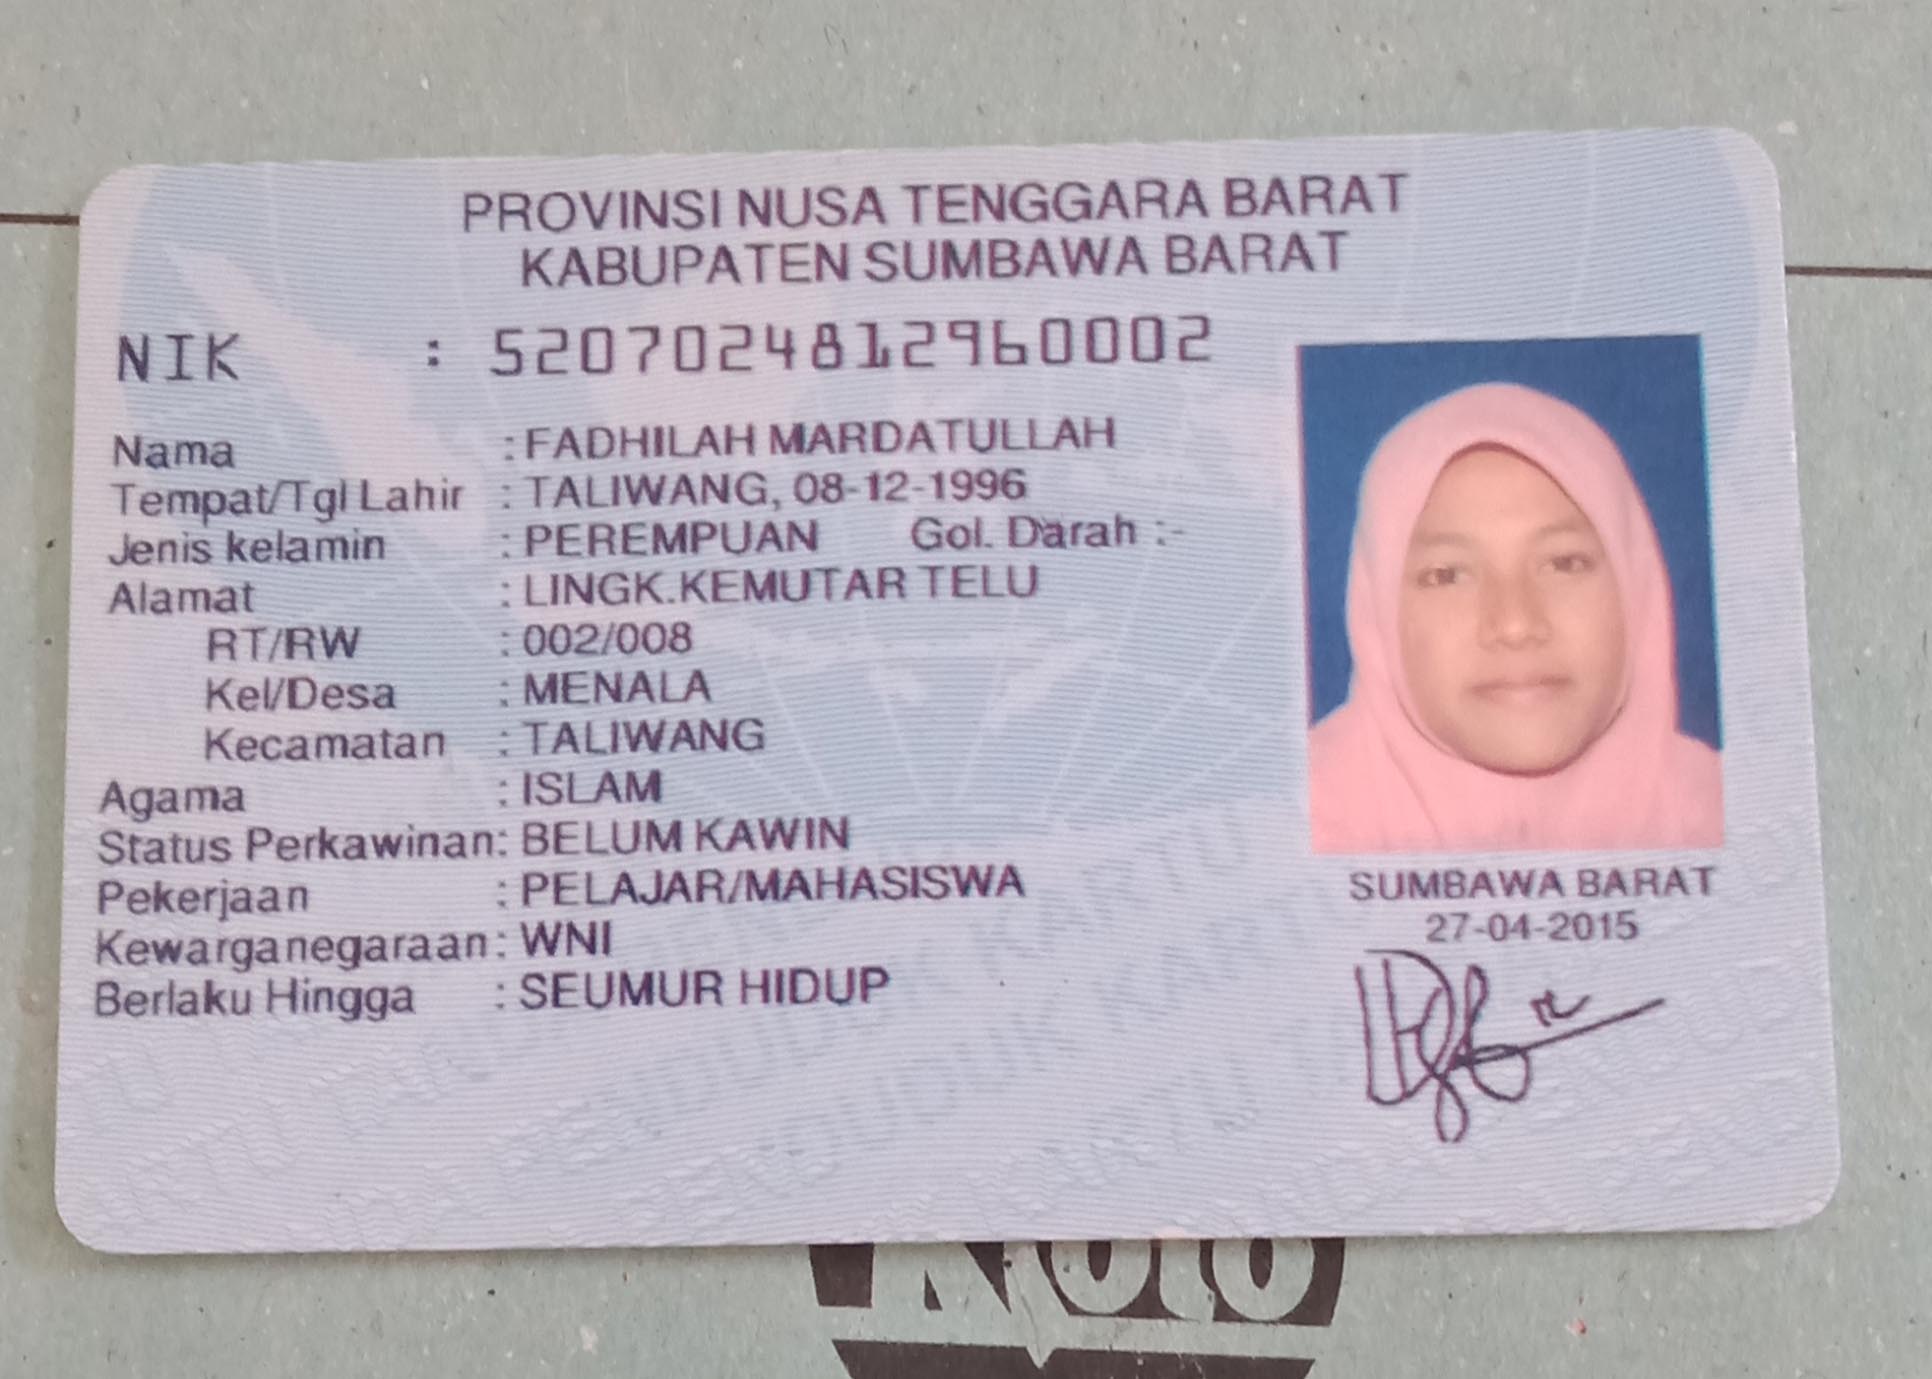 PROVINSI NUSA TENGGARA BARAT
KABUPATEN SUMBAWA BARAT
NIK : 5207024812960002
Nama : FADHILAH MARDATULLAH
Tempat/Tgl Lahir : TALIWANG, 08-12-1996
Jenis kelamin : PEREMPUAN Gol. Darah :-
Alamat : LINGK.KEMUTAR TELU
RT/RW : 002/008
Kel/Desa : MENALA
Kecamatan : TALIWANG
Agama : ISLAM
Status Perkawinan: BELUM KAWIN
Pekerjaan : PELAJAR/MAHASISWA
Kewarganegaraan: WNI
Berlaku Hingga : SEUMUR HIDUP
SUMBAWA BARAT
27-04-2015